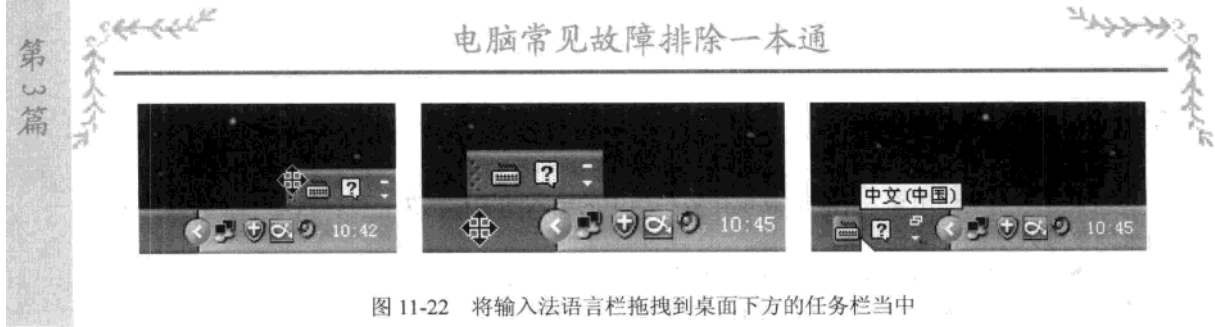 电脑常见故障排除一本通
第3篇
10:42
10:45
中文(中国)
10:45
图 11-22 将输入法语言栏拖拽到桌面下方的任务栏当中